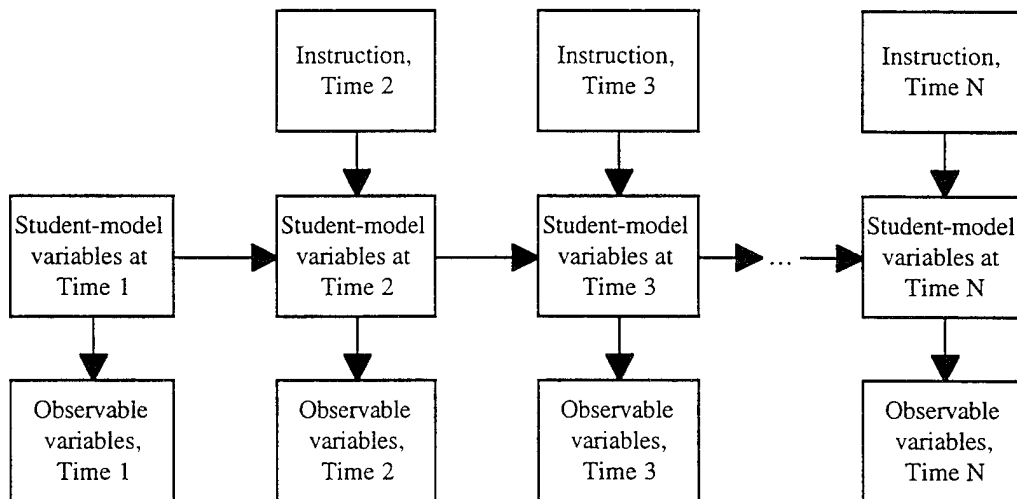 Instruction,
Time 2
Instruction,
Time 3
Instruction,
Time N
Student-model
variables at
Time 1
Student-model
variables at
Time 2
Student-model
variables at
Time 3
...
Student-model
variables at
Time N
Observable
variables,
Time 1
Observable
variables,
Time 2
Observable
variables,
Time 3
Observable
variables,
Time N